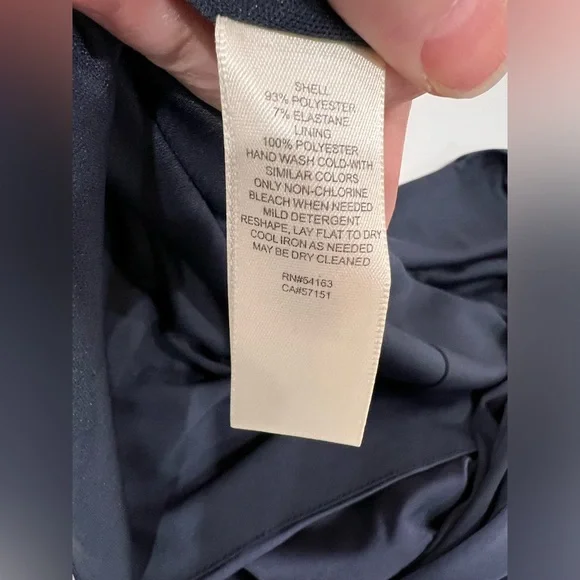 SHELL
93% POLYESTER
7% ELASTANE
LINING
100% POLYESTER
HAND WASH COLD-WITH
SIMILAR COLORS
ONLY NON-CHLORINE
BLEACH WHEN NEEDED
MILD DETERGENT
RESHAPE, LAY FLAT TO DRY
COOL IRON AS NEEDED
MAY BE DRY CLEANED
RN#54163
CA#57151